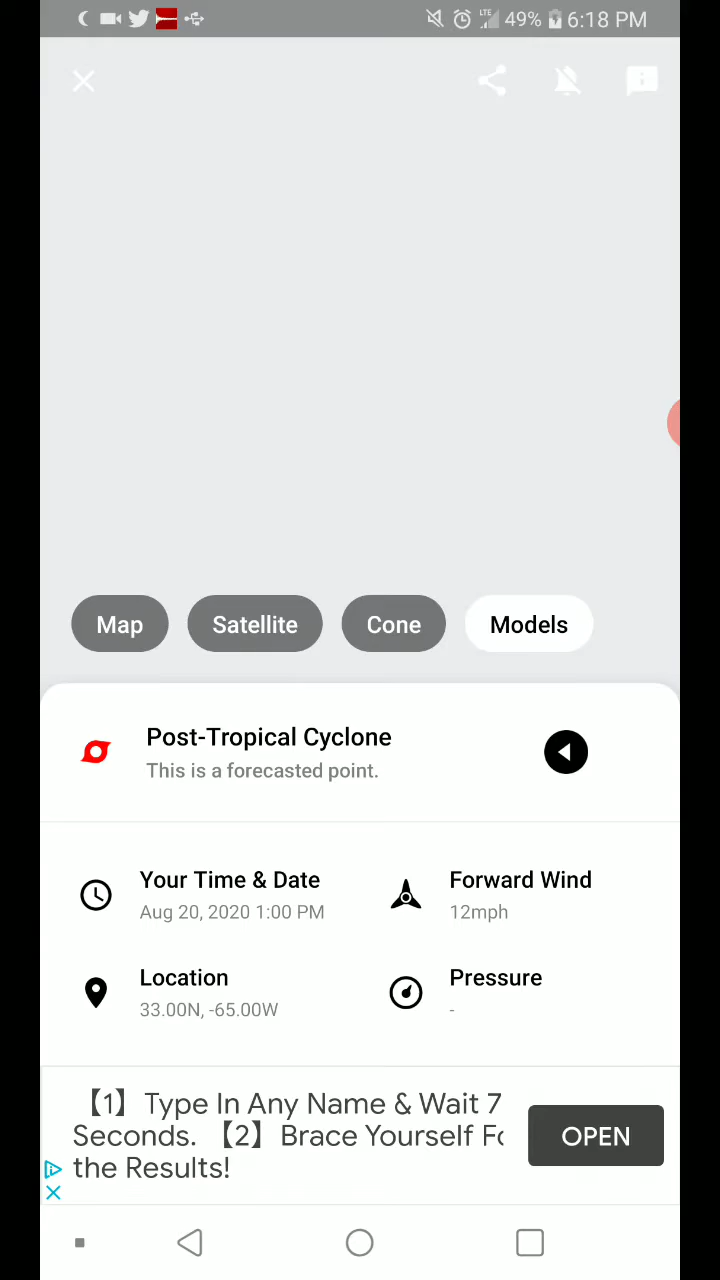 LTE 49% 6:18 PM
Map Satellite Cone Models
Post-Tropical Cyclone
This is a forecasted point.
Your Time & Date
Aug 20, 2020 1:00 PM
Forward Wind
12mph
Location
33.00N, -65.00W
Pressure
-
【1】Type In Any Name & Wait 7
Seconds. 【2】Brace Yourself Fo
the Results!
OPEN